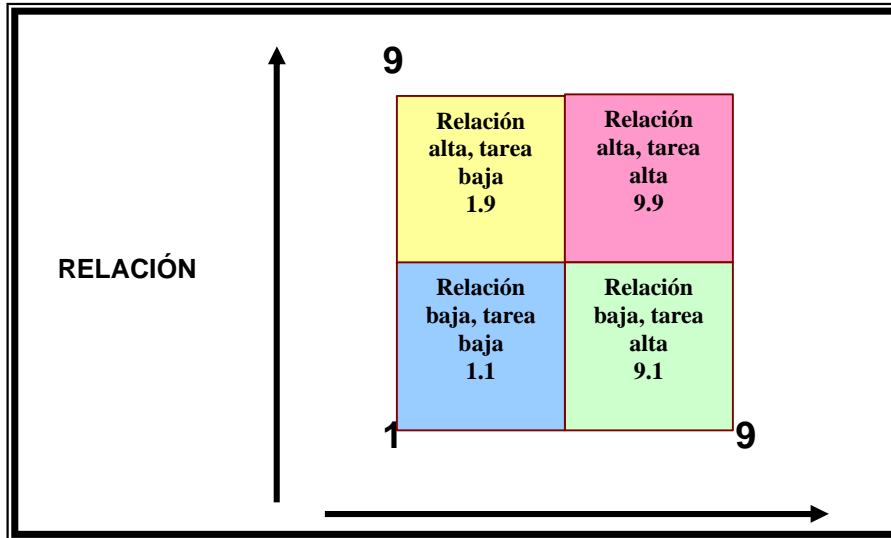 9
Relación
alta, tarea
baja
1.9
Relación
alta, tarea
alta
9.9
RELACIÓN
Relación
baja, tarea
baja
1.1
Relación
baja, tarea
alta
9.1
1
9